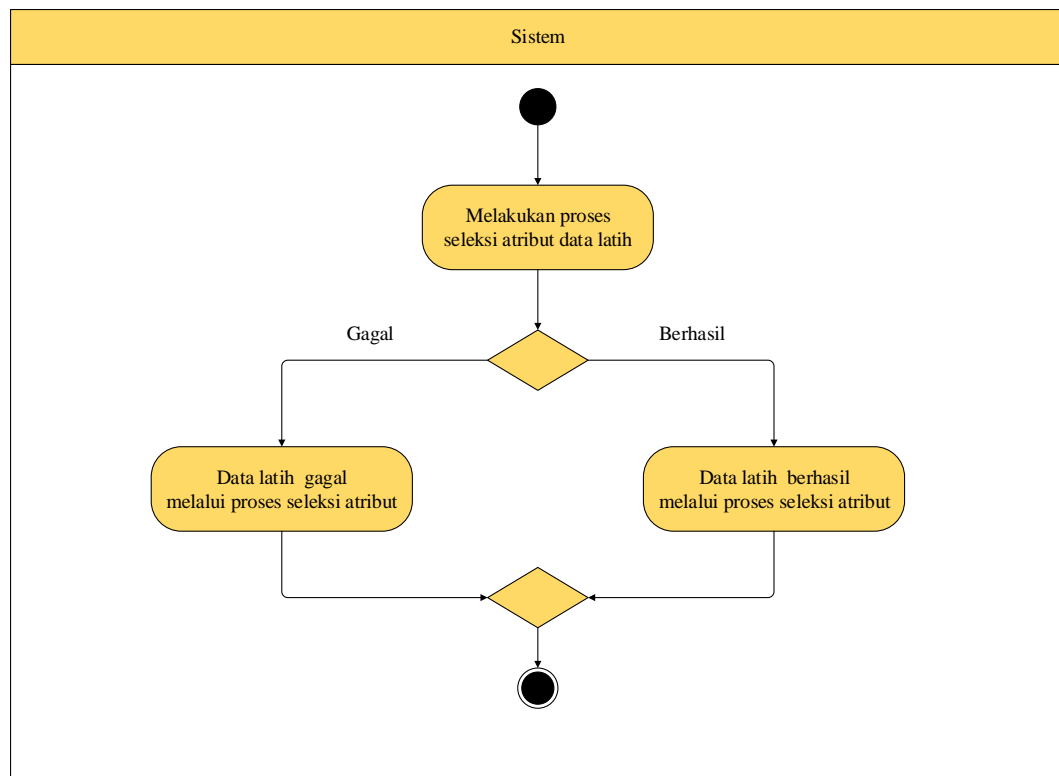 Sistem
Melakukan proses
seleksi atribut data latih
Gagal
Berhasil
Data latih  gagal
melalui proses seleksi atribut
Data latih  berhasil
melalui proses seleksi atribut